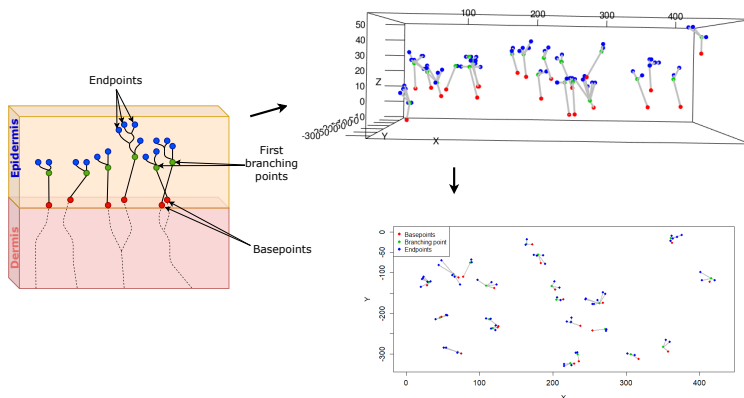 Endpoints
Epidermis
First
branching
points
Dermis
Basepoints
100 200 300 400
50
40
30
20
10
0
-10
Z
-300
Y
X
Basepoints
Branching point
Endpoints
0
-100
-200
-300
Y
0 100 200 300 400
X